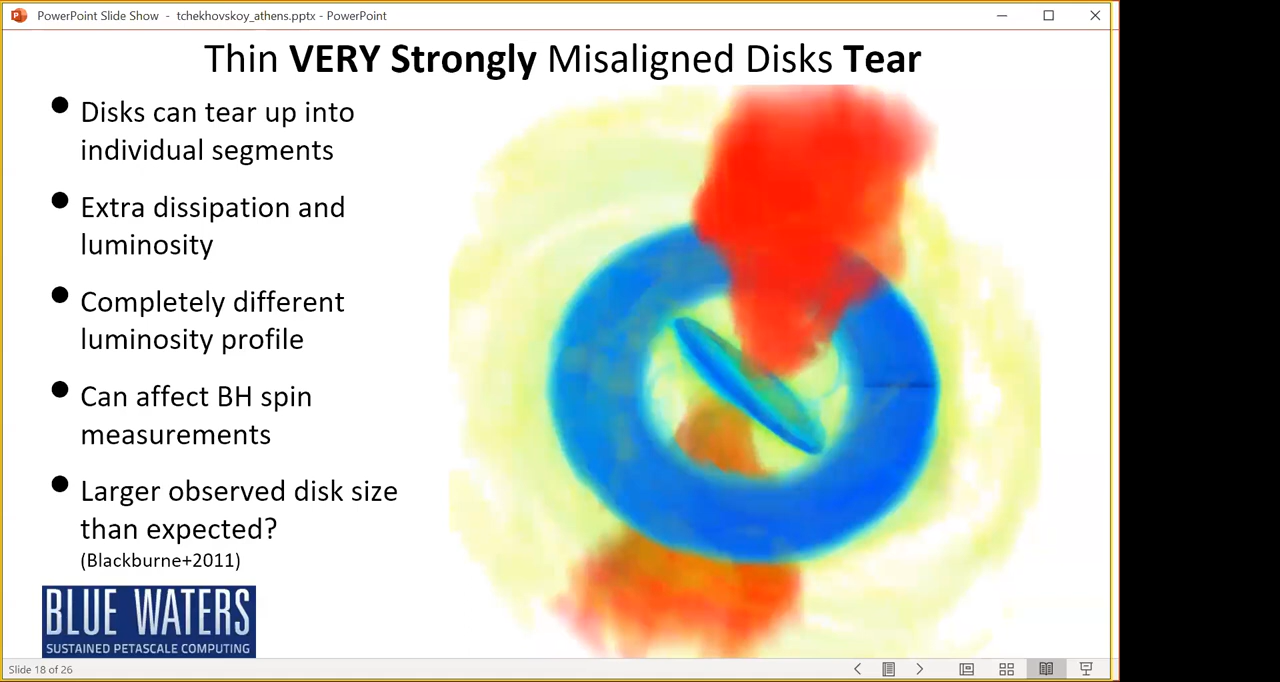 PowerPoint Slide Show - tchekhovskoy_athens.pptx - PowerPoint
Thin VERY Strongly Misaligned Disks Tear
Disks can tear up into
individual segments
Extra dissipation and
luminosity
Completely different
luminosity profile
Can affect BH spin
measurements
Larger observed disk size
than expected?
(Blackburne+2011)
BLUE WATERS
SUSTAINED PETASCALE COMPUTING
Slide 18 of 26